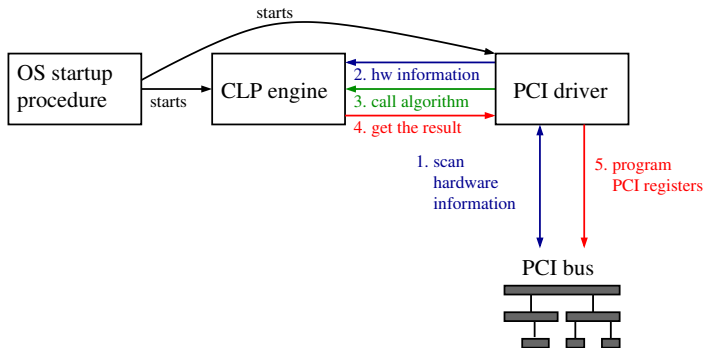 starts
OS startup
procedure
starts
CLP engine
2. hw information
3. call algorithm
4. get the result
PCI driver
1. scan
hardware
information
5. program
PCI registers
PCI bus